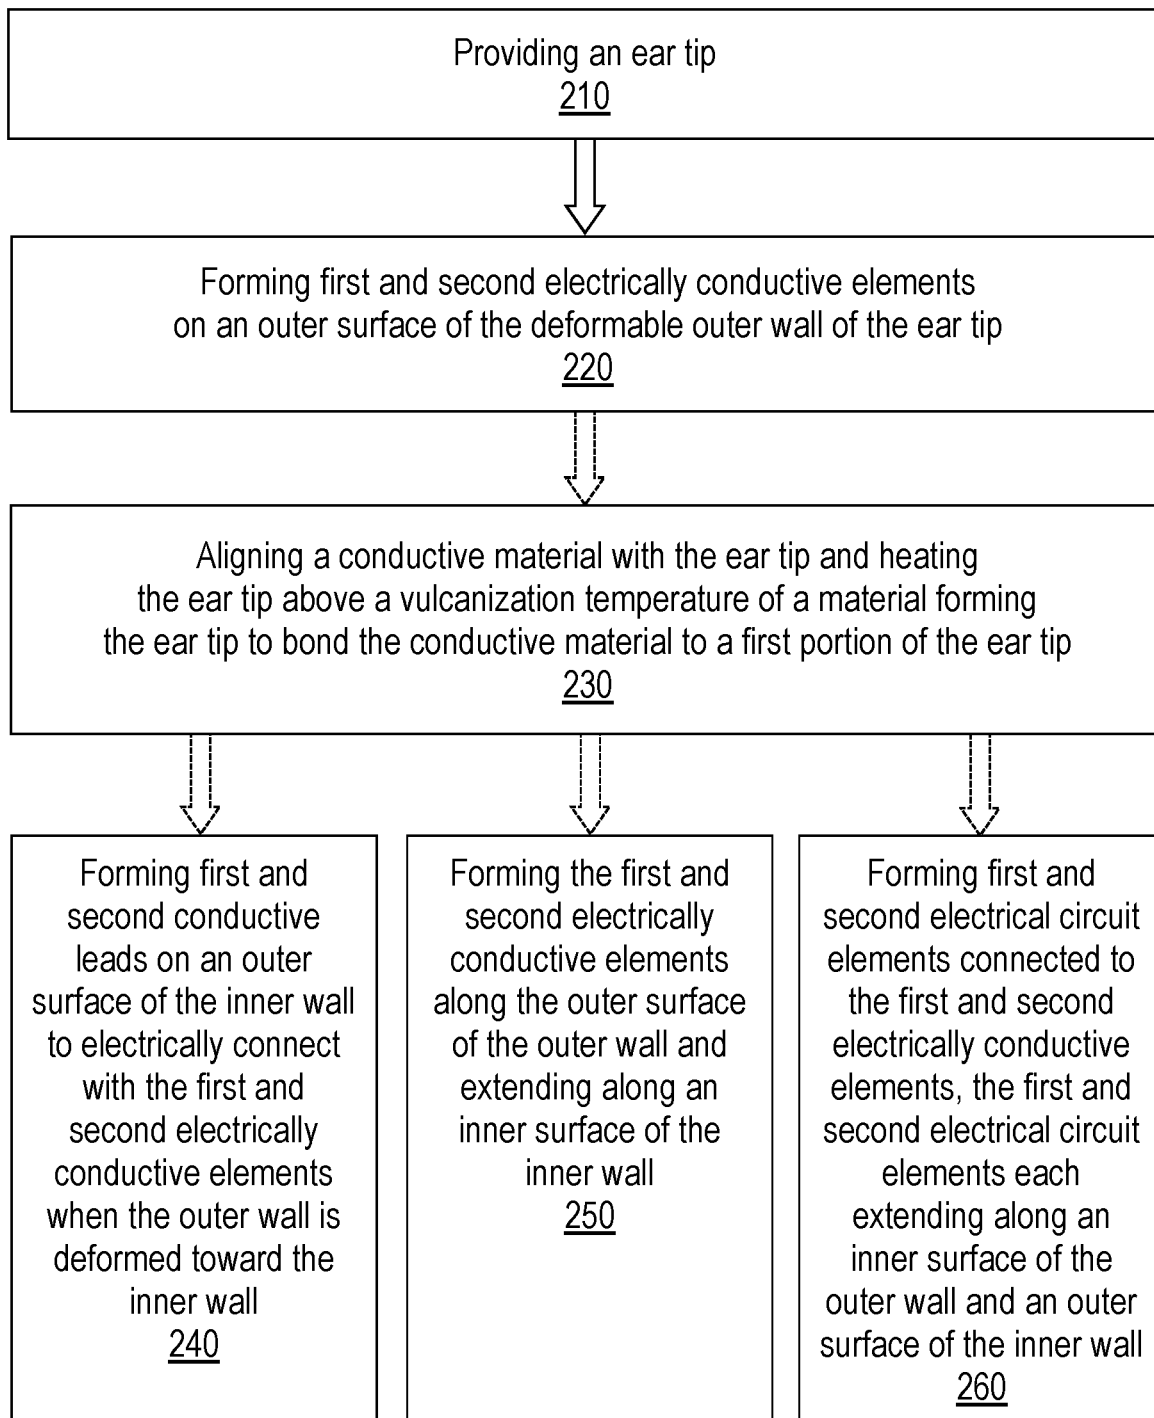 Providing an ear tip
210
Forming first and second electrically conductive elements
on an outer surface of the deformable outer wall of the ear tip
220
Aligning a conductive material with the ear tip and heating
the ear tip above a vulcanization temperature of a material forming
the ear tip to bond the conductive material to a first portion of the ear tip
230
Forming first and
second conductive
leads on an outer
surface of the inner wall
to electrically connect
with the first and
second electrically
conductive elements
when the outer wall is
deformed toward the
inner wall
240
Forming the first and
second electrically
conductive elements
along the outer surface
of the outer wall and
extending along an
inner surface of the
inner wall
250
Forming first and
second electrical circuit
elements connected to
the first and second
electrically conductive
elements, the first and
second electrical circuit
elements each
extending along an
inner surface of the
outer wall and an outer
surface of the inner wall
260